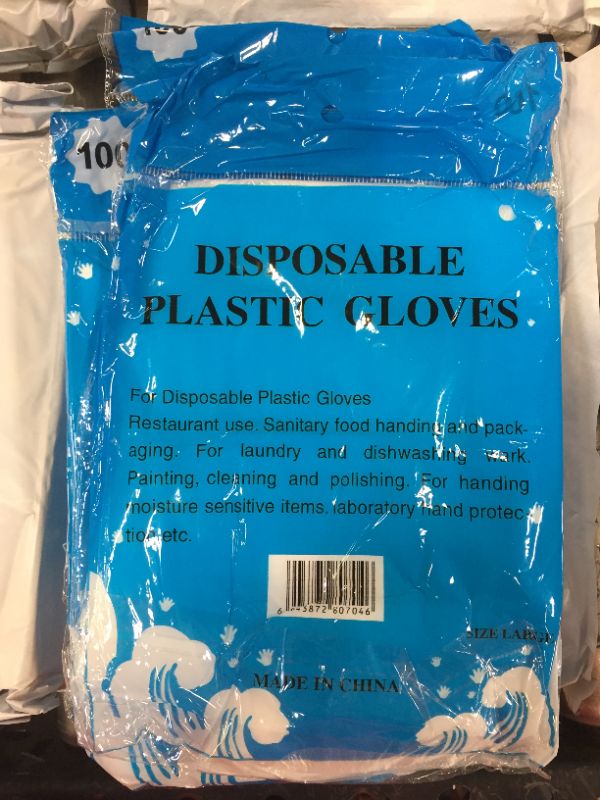 100
100
DISPOSABLE
PLASTIC GLOVES
For Disposable Plastic Gloves
Restaurant use. Sanitary food handing and pack-
aging. For laundry and dishwashing work.
Painting, cleaning and polishing. For handing
moisture sensitive items. laboratory hand protec-
tion etc.
SIZE LARGE
MADE IN CHINA